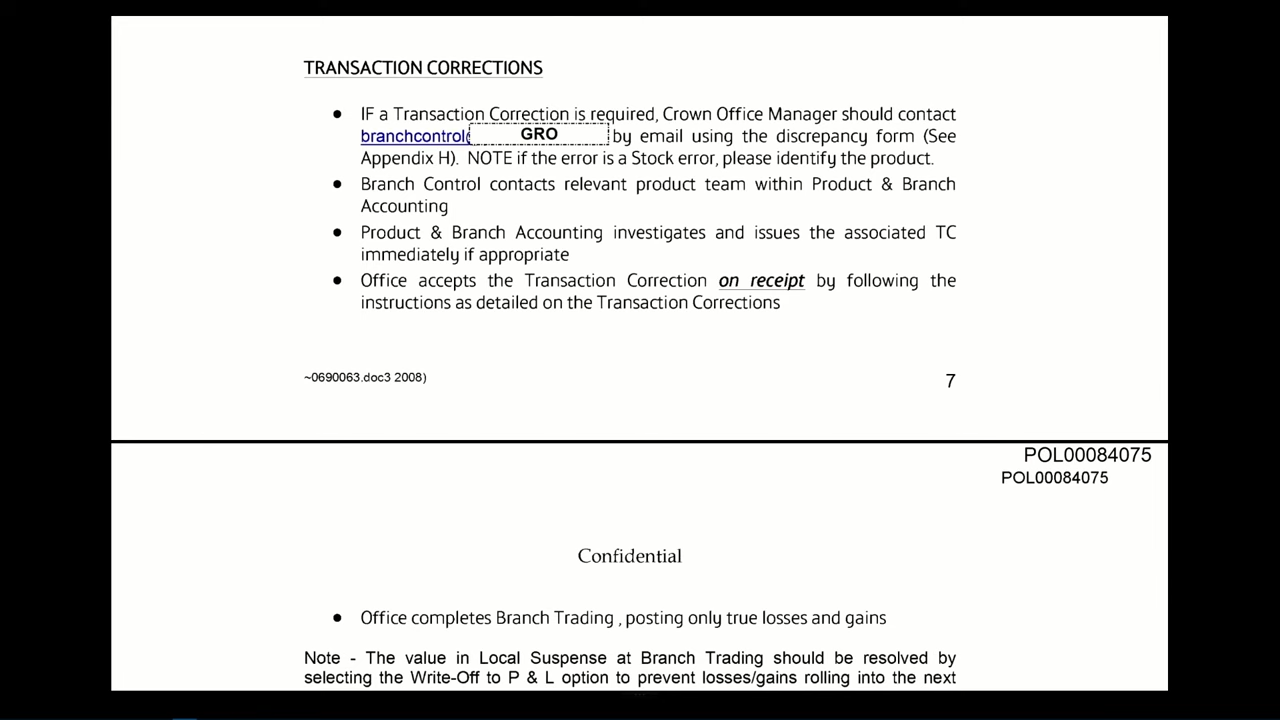 TRANSACTION CORRECTIONS
● IF a Transaction Correction is required, Crown Office Manager should contact
branchcontrol GRO by email using the discrepancy form (See
Appendix H). NOTE if the error is a Stock error, please identify the product.
● Branch Control contacts relevant product team within Product & Branch
Accounting
● Product & Branch Accounting investigates and issues the associated TC
immediately if appropriate
● Office accepts the Transaction Correction on receipt by following the
instructions as detailed on the Transaction Corrections
~0690063.doc3 2008)
7
POL00084075
POL00084075
Confidential
● Office completes Branch Trading , posting only true losses and gains
Note - The value in Local Suspense at Branch Trading should be resolved by
selecting the Write-Off to P & L option to prevent losses/gains rolling into the next